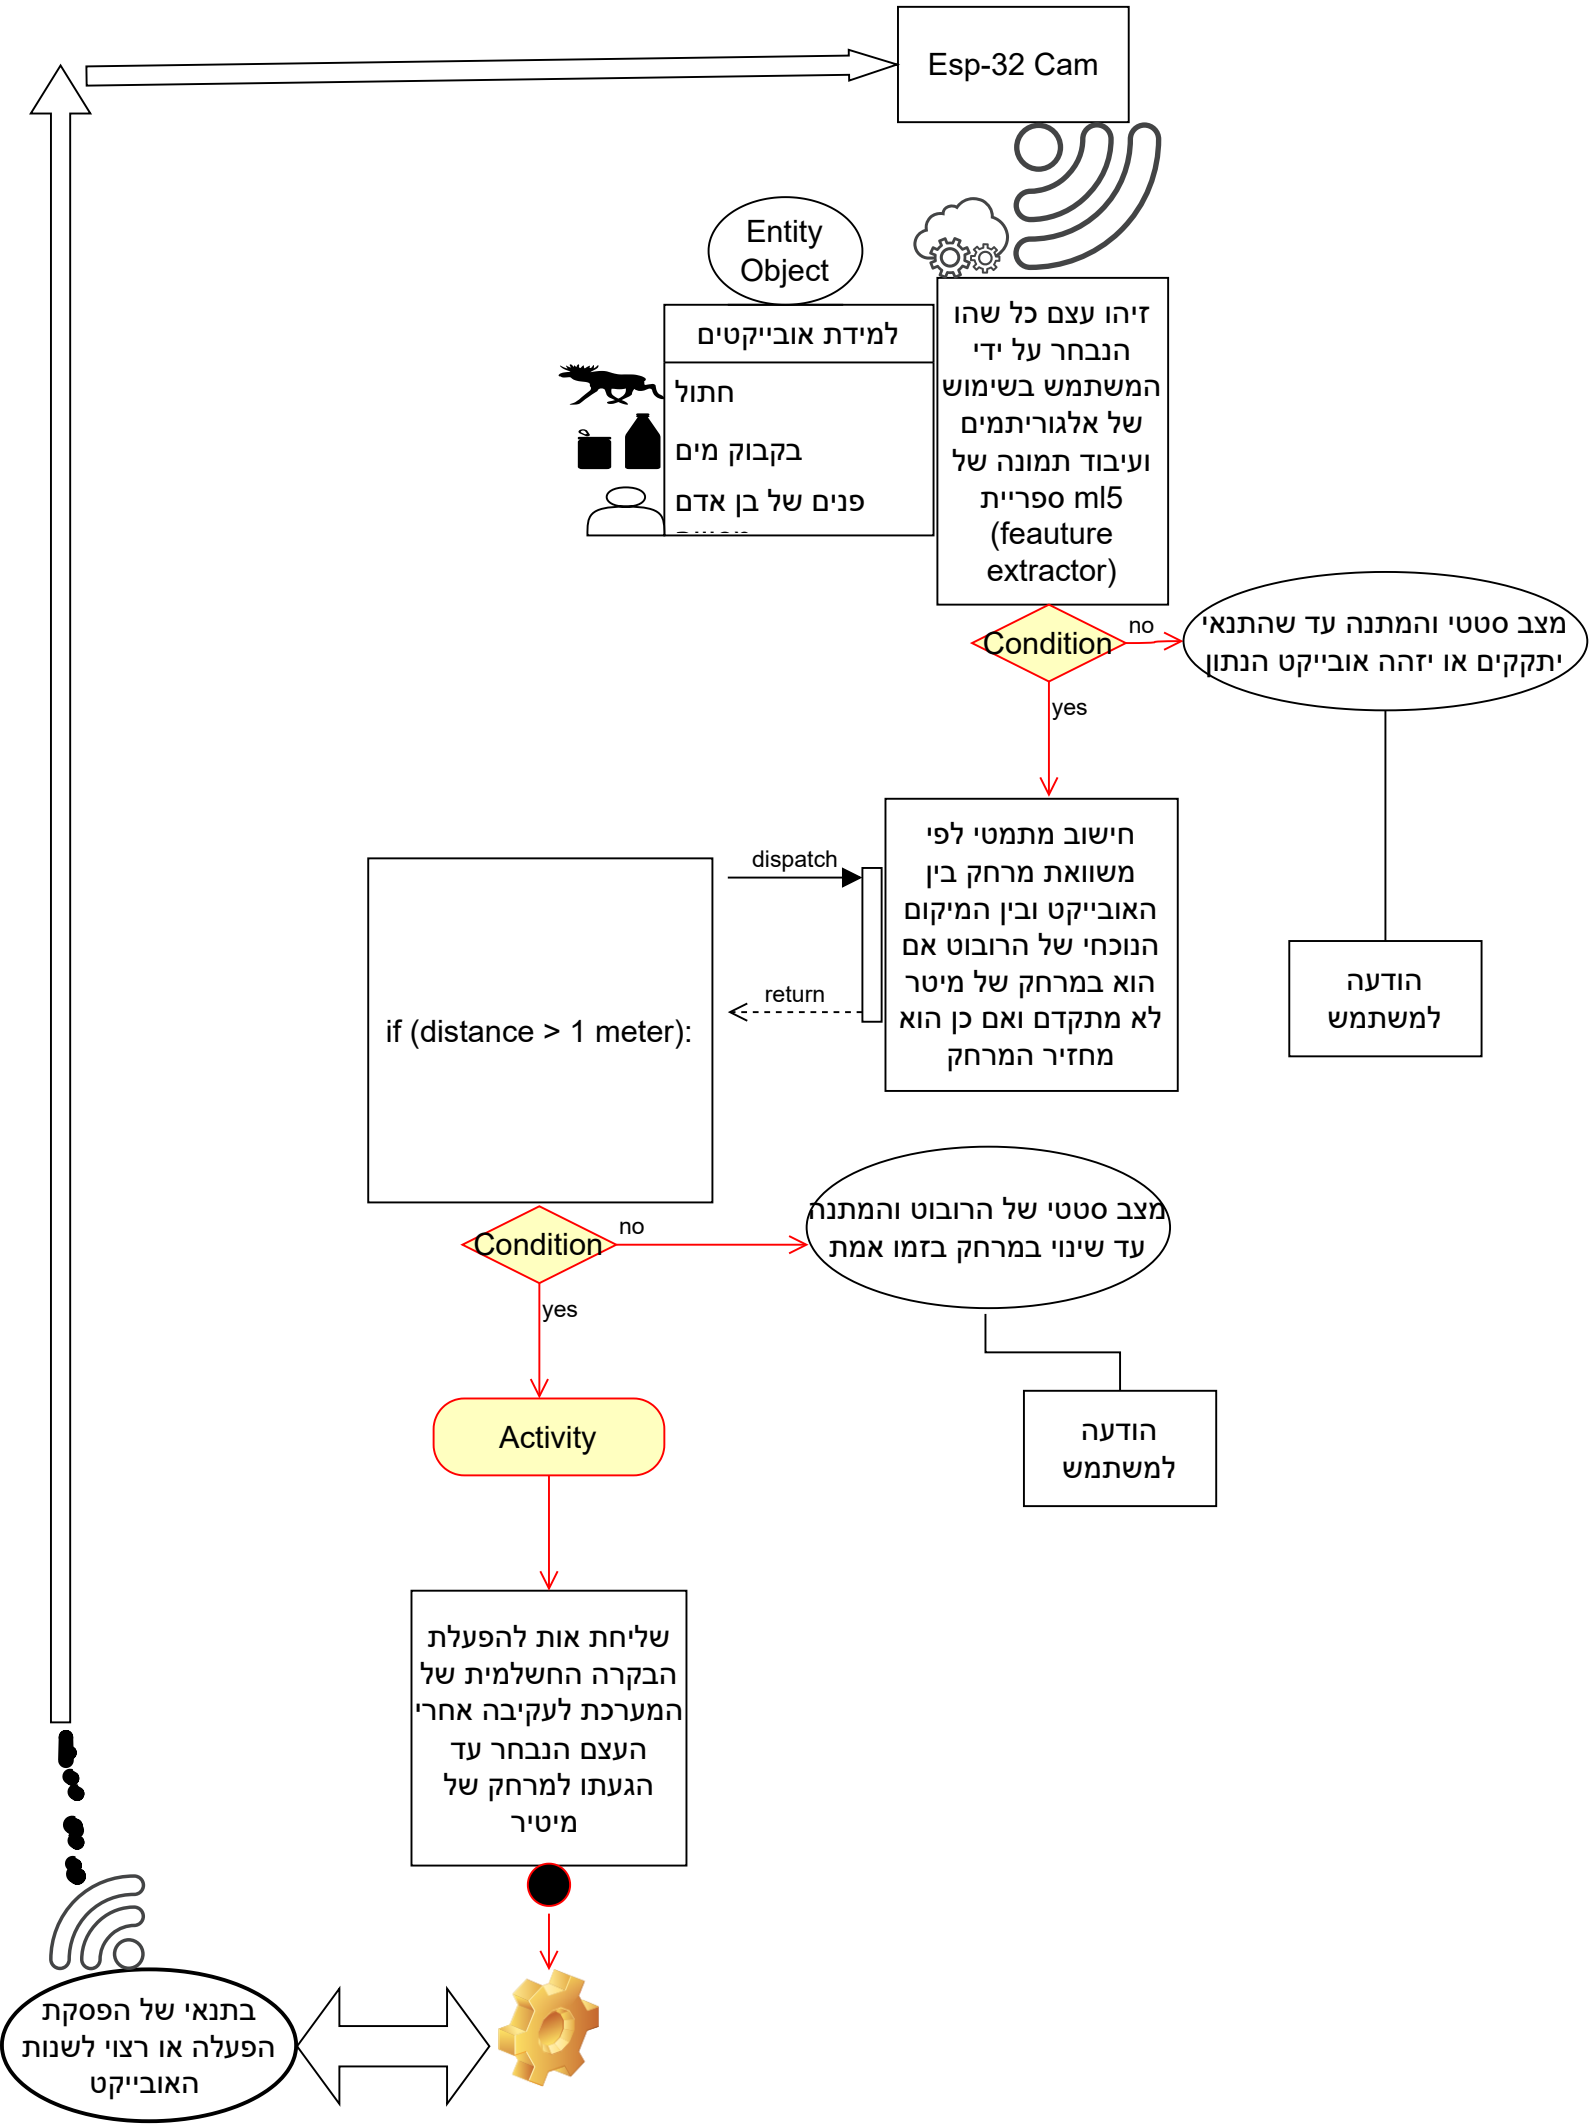 Esp-32 Cam
Entity
Object
למידת אובייקטים
חתול
בקבוק מים
פנים של בן אדם
זיהו עצם כל שהו
הנבחר על ידי
המשתמש בשימוש
של אלגוריתמים
ועיבוד תמונה של
ספריית ml5
(feauture
extractor)
Condition
no
מצב סטטי והמתנה עד שהתנאי
יתקקים או יזהה אובייקט הנתון
yes
הודעה
למשתמש
חישוב מתמטי לפי
משוואת מרחק בין
האובייקט ובין המיקום
הנוכחי של הרובוט אם
הוא במרחק של מיטר
לא מתקדם ואם כן הוא
מחזיר המרחק
dispatch
return
if (distance > 1 meter):
Condition
no
מצב סטטי של הרובוט והמתנה
עד שינוי במרחק בזמו אמת
yes
הודעה
למשתמש
Activity
שליחת אות להפעלת
הבקרה החשלמית של
המערכת לעקיבה אחרי
העצם הנבחר עד
הגעתו למרחק של
מיטיר
בתנאי של הפסקת
הפעלה או רצוי לשנות
האובייקט